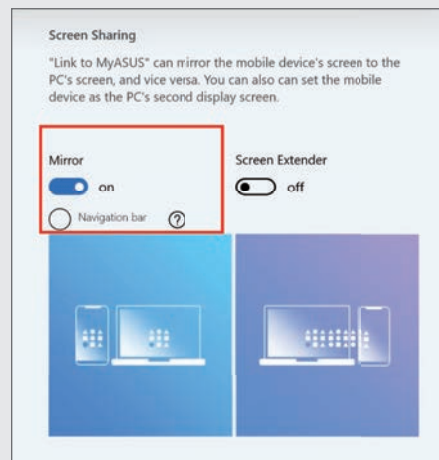 Screen Sharing
"Link to MyASUS" can mirror the mobile device's screen to the
PC's screen, and vice versa. You can also can set the mobile
device as the PC's second display screen.
Mirror
on
Navigation bar ?
Screen Extender
off